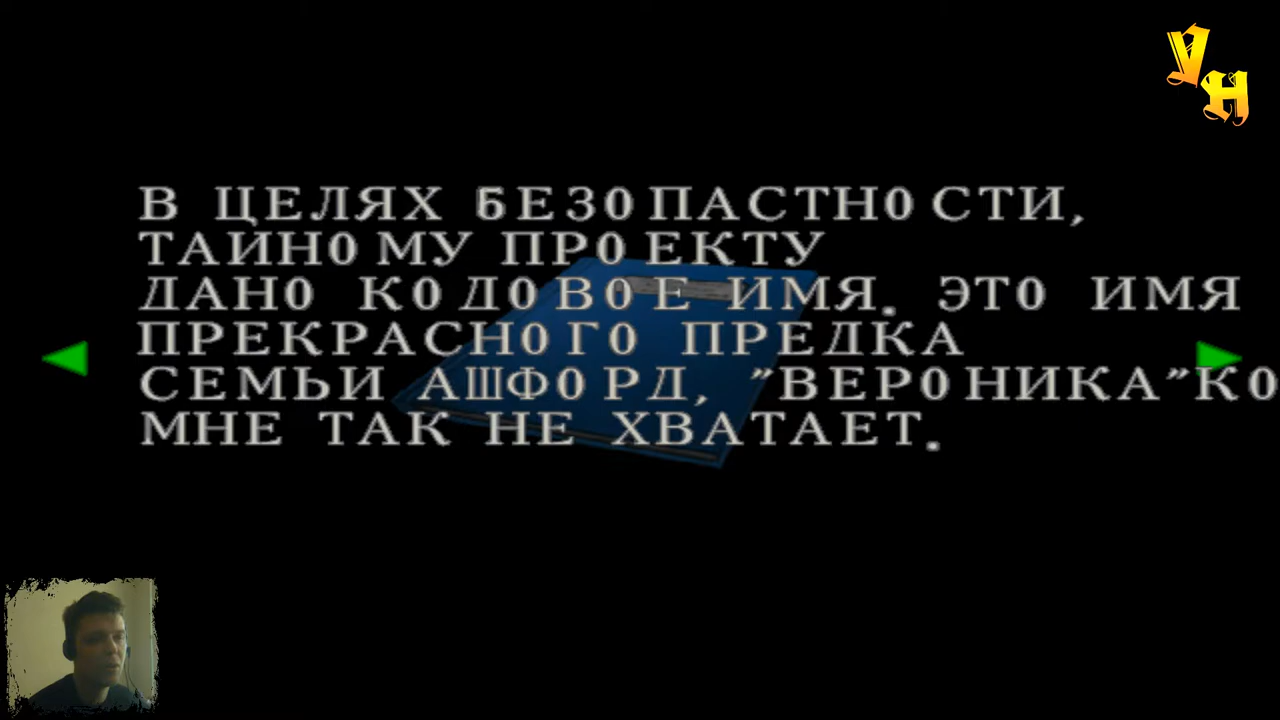 УН
В ЦЕЛЯХ БЕЗОПАСТНОСТИ,
ТАЙНОМУ ПРОЕКТУ
ДАНО КОДОВОЕ ИМЯ. ЭТО ИМЯ
ПРЕКРАСНОГО ПРЕДКА
СЕМЬИ АШФОРД, "ВЕРОНИКА"КО
МНЕ ТАК НЕ ХВАТАЕТ.